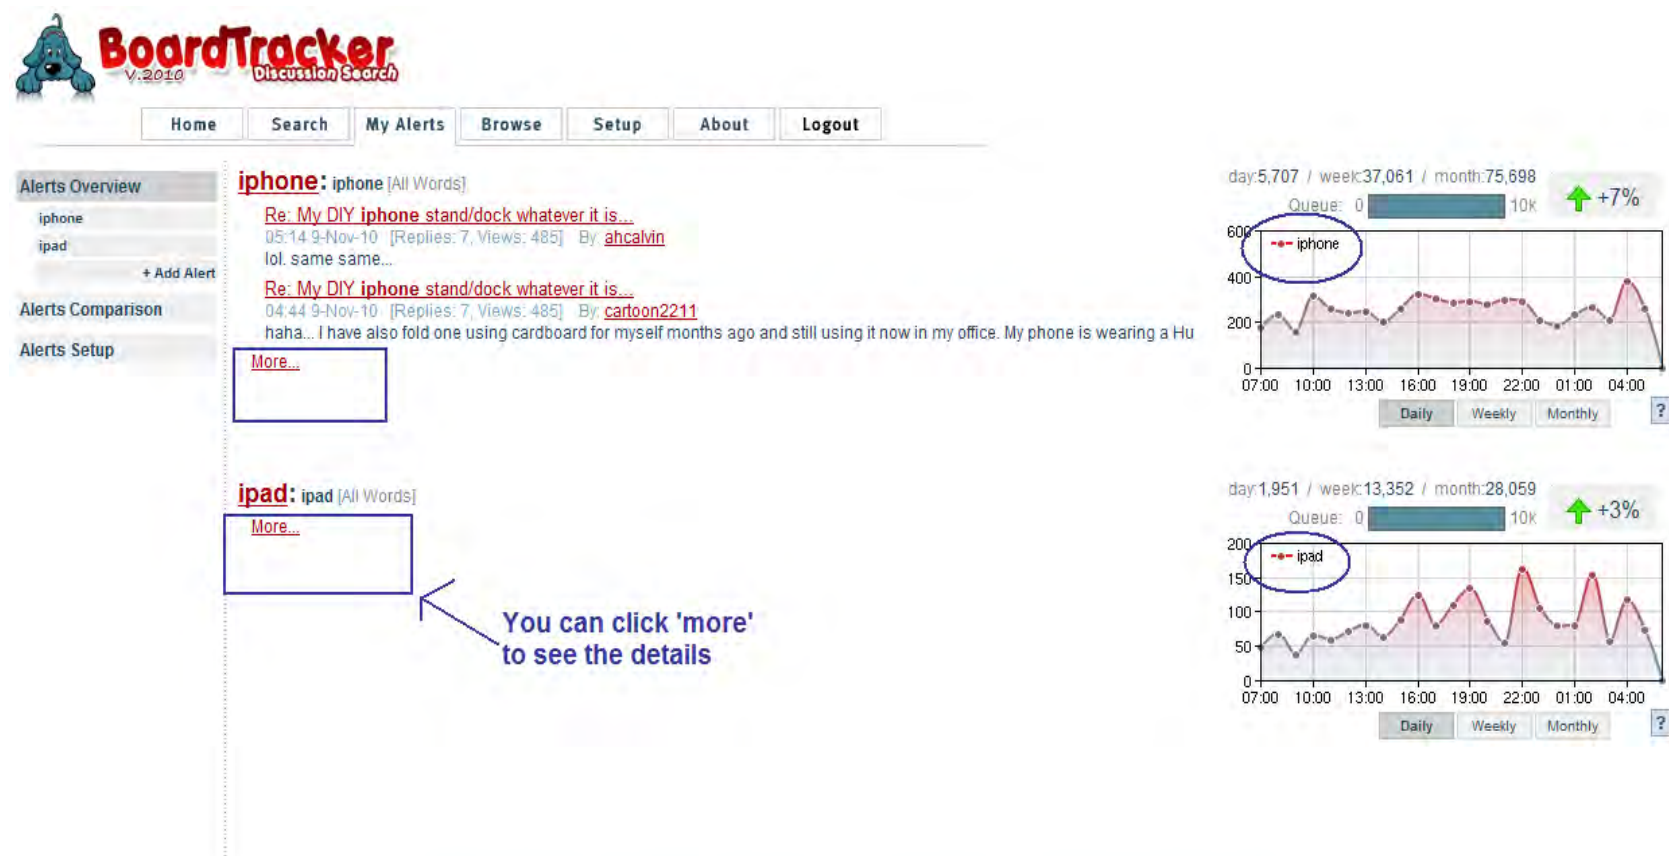 BoardTracker
V.2010 Discussion Search
Home Search My Alerts Browse Setup About Logout
Alerts Overview
iphone
ipad
+ Add Alert
Alerts Comparison
Alerts Setup
iphone: iphone [All Words]
Re: My DIY iphone stand/dock whatever it is...
05:14 9-Nov-10 [Replies: 7, Views: 485] By: ahcalvin
lol. same same...
Re: My DIY iphone stand/dock whatever it is...
04:44 9-Nov-10 [Replies: 7, Views: 485] By: cartoon2211
haha... I have also fold one using cardboard for myself months ago and still using it now in my office. My phone is wearing a Hu
More...
day:5,707 / week:37,061 / month:75,698
Queue: 0 10K +7%
iphone
600
400
200
0
07:00 10:00 13:00 16:00 19:00 22:00 01:00 04:00
Daily Weekly Monthly ?
ipad: ipad [All Words]
More...
You can click 'more'
to see the details
day:1,951 / week:13,352 / month:28,059
Queue: 0 10K +3%
ipad
200
150
100
50
0
07:00 10:00 13:00 16:00 19:00 22:00 01:00 04:00
Daily Weekly Monthly ?